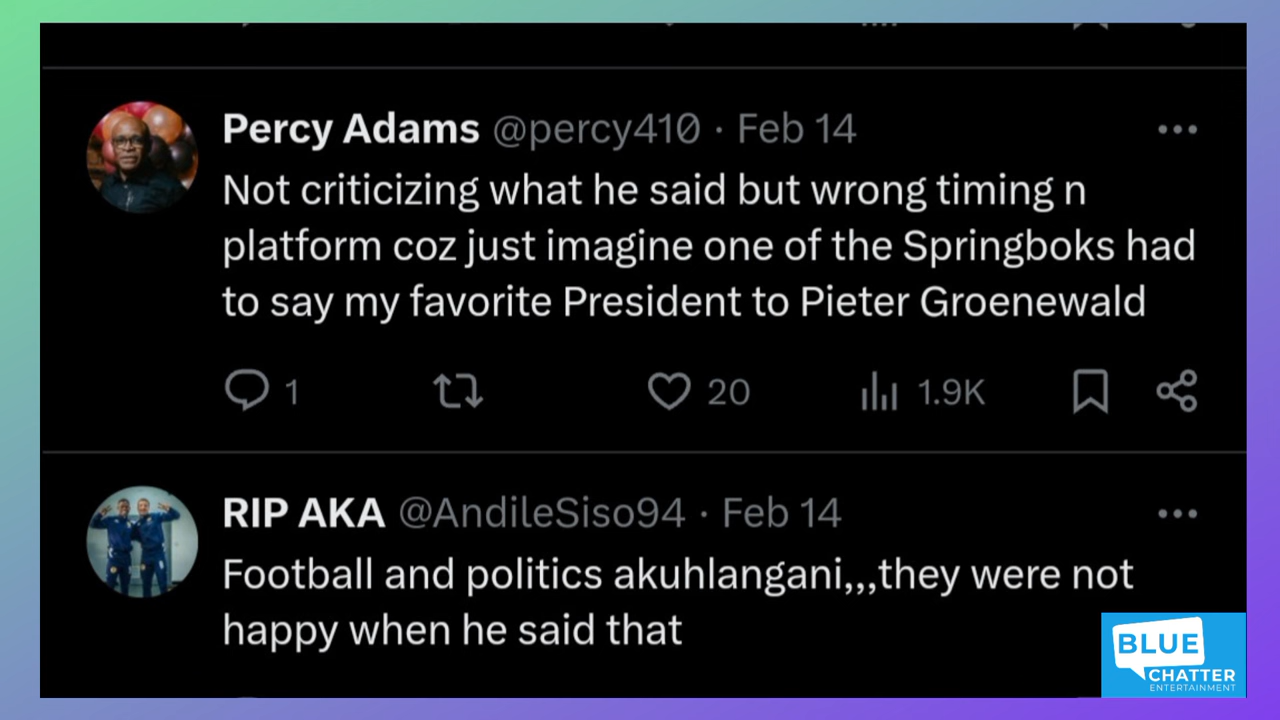 Percy Adams @percy410 · Feb 14
Not criticizing what he said but wrong timing n
platform coz just imagine one of the Springboks had
to say my favorite President to Pieter Groenewald
1 20 1.9K
RIP AKA @AndileSiso94 · Feb 14
Football and politics akuhlangani,,,they were not
happy when he said that
BLUE
CHATTER
ENTERTAINMENT